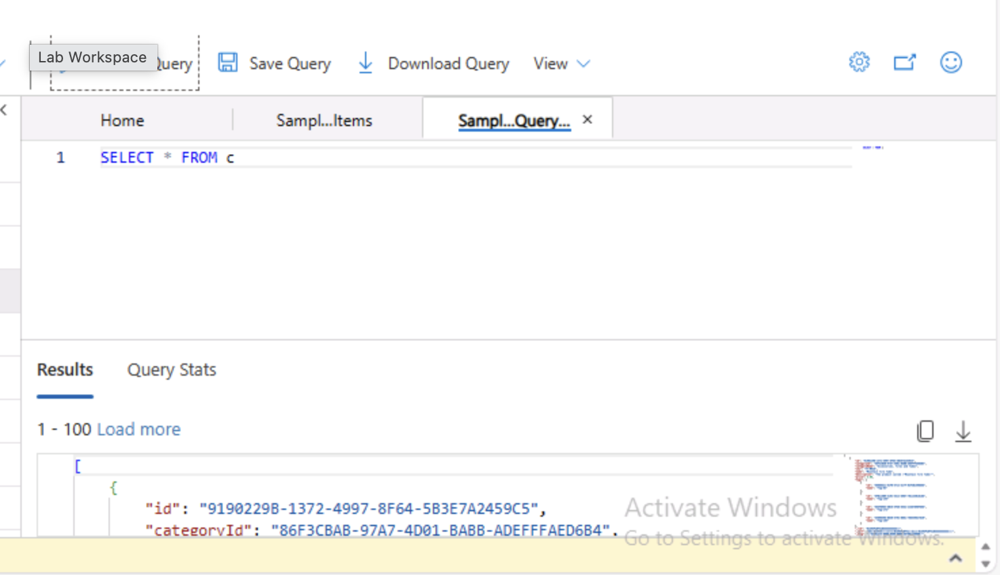 Lab Workspace
Query
Save Query
Download Query
View
Home
Sampl...Items
Sampl...Query...
1 SELECT * FROM c
Results
Query Stats
1 - 100 Load more
[
{
"id": "9190229B-1372-4997-8F64-5B3E7A2459C5",
"categoryId": "86F3CBAB-97A7-4D01-BABB-ADEFFFAED6B4",
Activate Windows
Go to Settings to activate Windows.